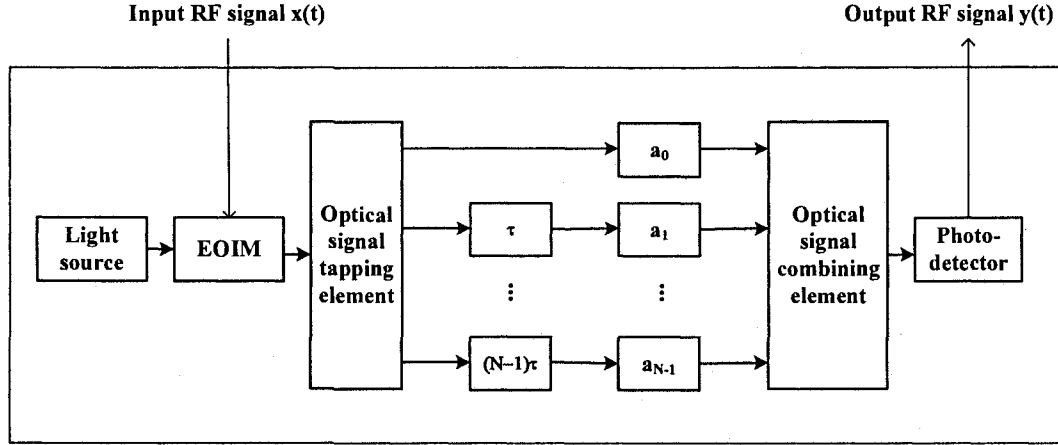 Input RF signal x(t)
Output RF signal y(t)
Light
source
EOIM
Optical
signal
tapping
element
a0
τ
a1
⋮
⋮
(N–1)τ
aN-1
Optical
signal
combining
element
Photo-
detector